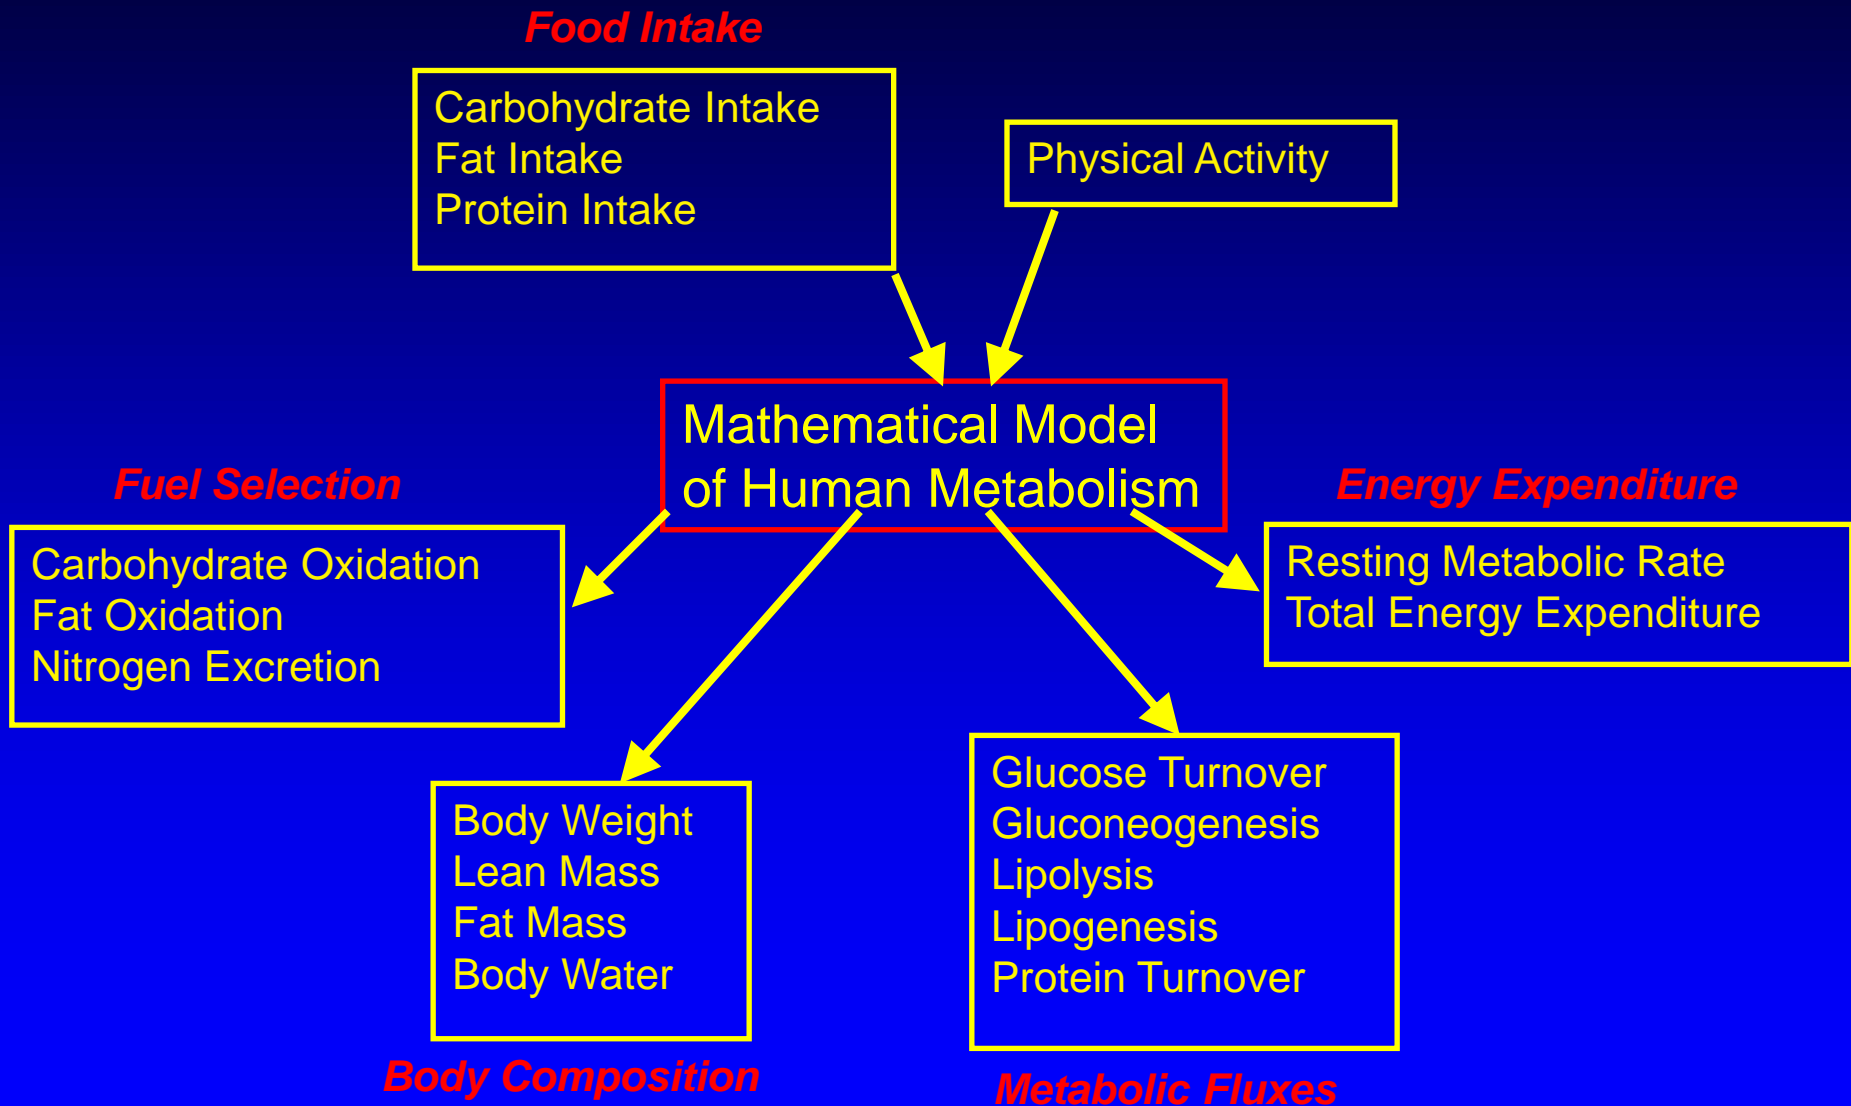 Food Intake
Carbohydrate Intake
Fat Intake
Protein Intake
Physical Activity
Mathematical Model
of Human Metabolism
Fuel Selection
Carbohydrate Oxidation
Fat Oxidation
Nitrogen Excretion
Energy Expenditure
Resting Metabolic Rate
Total Energy Expenditure
Body Weight
Lean Mass
Fat Mass
Body Water
Body Composition
Glucose Turnover
Gluconeogenesis
Lipolysis
Lipogenesis
Protein Turnover
Metabolic Fluxes